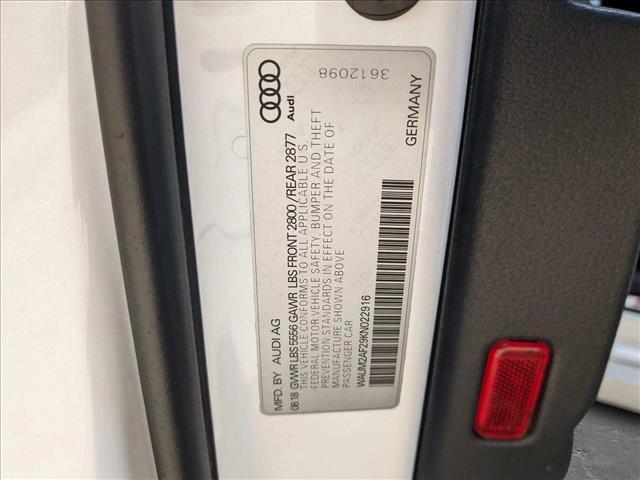 MFD. BY AUDI AG
08.18 GVWR LBS 5556 GAWR LBS FRONT 2800 / REAR 2877
THIS VEHICLE CONFORMS TO ALL APPLICABLE U.S.
FEDERAL MOTOR VEHICLE SAFETY, BUMPER AND THEFT
PREVENTION STANDARDS IN EFFECT ON THE DATE OF
MANUFACTURE SHOWN ABOVE
PASSENGER CAR
WAUM2AF29KN022916
GERMANY
Audi
3612098